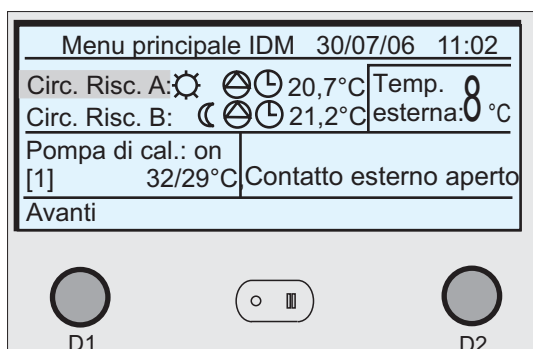 Menu principale IDM 30/07/06 11:02
Circ. Risc. A: 20,7°C Temp.
Circ. Risc. B: 21,2°C esterna: 8 °C
Pompa di cal.: on
[1] 32/29°C Contatto esterno aperto
Avanti
D1 D2